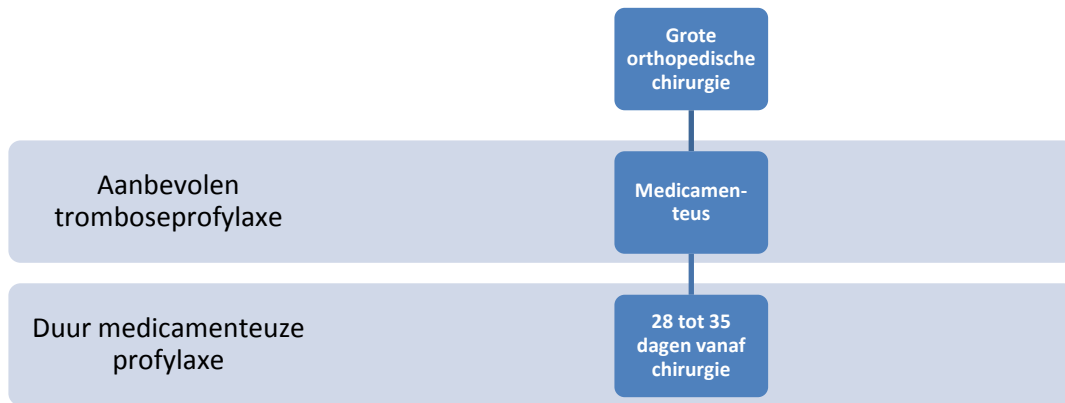 Grote
orthopedische
chirurgie
Aanbevolen
tromboseprofylaxe
Medicamen-
teus
Duur medicamenteuze
profylaxe
28 tot 35
dagen vanaf
chirurgie